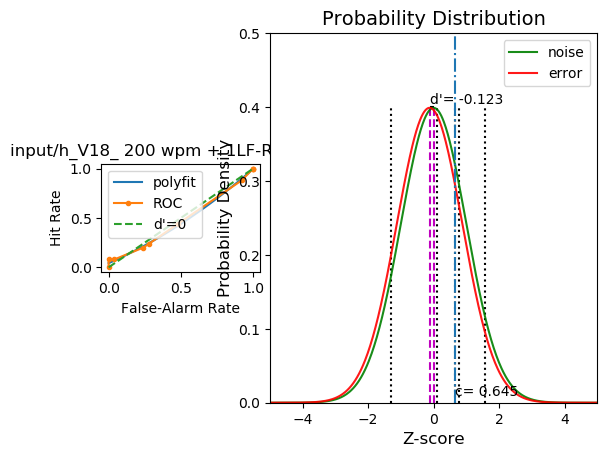 Probability Distribution
input/h_V18_ 200 wpm + 1LF-R
Hit Rate
1.0
0.5
0.0
polyfit
ROC
d'=0
0.0
0.5
1.0
False-Alarm Rate
Probability Density
0.5
0.4
0.3
0.2
0.1
0.0
noise
error
d'= -0.123
c= 0.645
−4
−2
0
2
4
Z-score